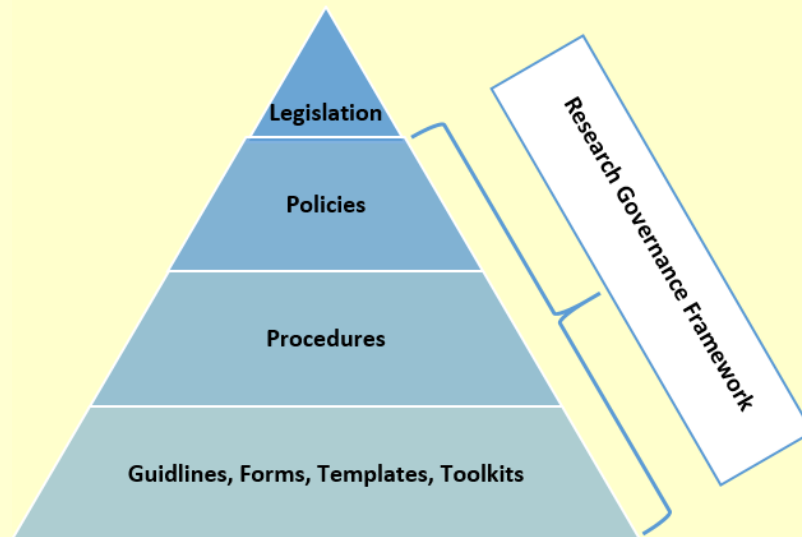 Legislation
Policies
Procedures
Guidlines, Forms, Templates, Toolkits
Research Governance Framework